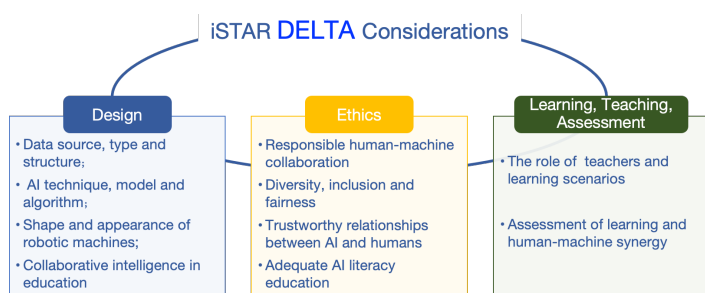 iSTAR DELTA Considerations
Design
• Data source, type and
structure;
• AI technique, model and
algorithm;
• Shape and appearance of
robotic machines;
• Collaborative intelligence in
education
Ethics
• Responsible human-machine
collaboration
• Diversity, inclusion and
fairness
• Trustworthy relationships
between AI and humans
• Adequate AI literacy
education
Learning, Teaching,
Assessment
• The role of teachers and
learning scenarios
• Assessment of learning and
human-machine synergy